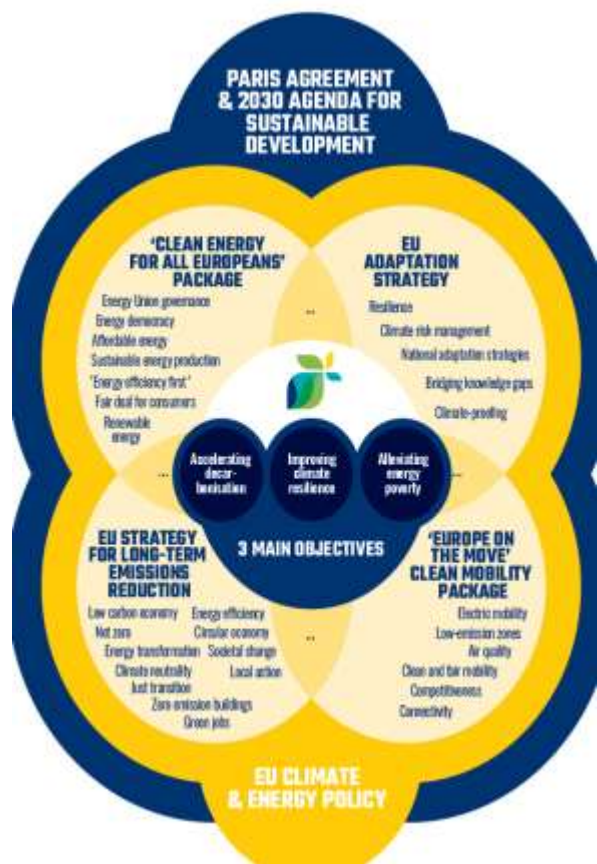 PARIS AGREEMENT
& 2030 AGENDA FOR
SUSTAINABLE
DEVELOPMENT
'CLEAN ENERGY
FOR ALL EUROPEANS'
PACKAGE
Energy Union governance
Energy democracy
Affordable energy
Sustainable energy production
"Energy efficiency first"
Fair deal for consumers
Renewable
energy
EU
ADAPTATION
STRATEGY
Resilience
Climate risk management
National adaptation strategies
Bridging knowledge gaps
Climate-proofing
...
...
Accelerating
decar-
bonisation
Improving
climate
resilience
Alleviating
energy
poverty
...
3 MAIN OBJECTIVES
EU STRATEGY
FOR LONG-TERM
EMISSIONS
REDUCTION
Low carbon economy
Energy efficiency
Net zero
Circular economy
Energy transformation
Societal change
Climate neutrality
Local action
Just transition
Zero emission buildings
Green jobs
...
'EUROPE ON
THE MOVE'
CLEAN MOBILITY
PACKAGE
Electric mobility
Low-emission zones
Air quality
Clean and fair mobility
Competitiveness
Connectivity
EU CLIMATE
& ENERGY POLICY